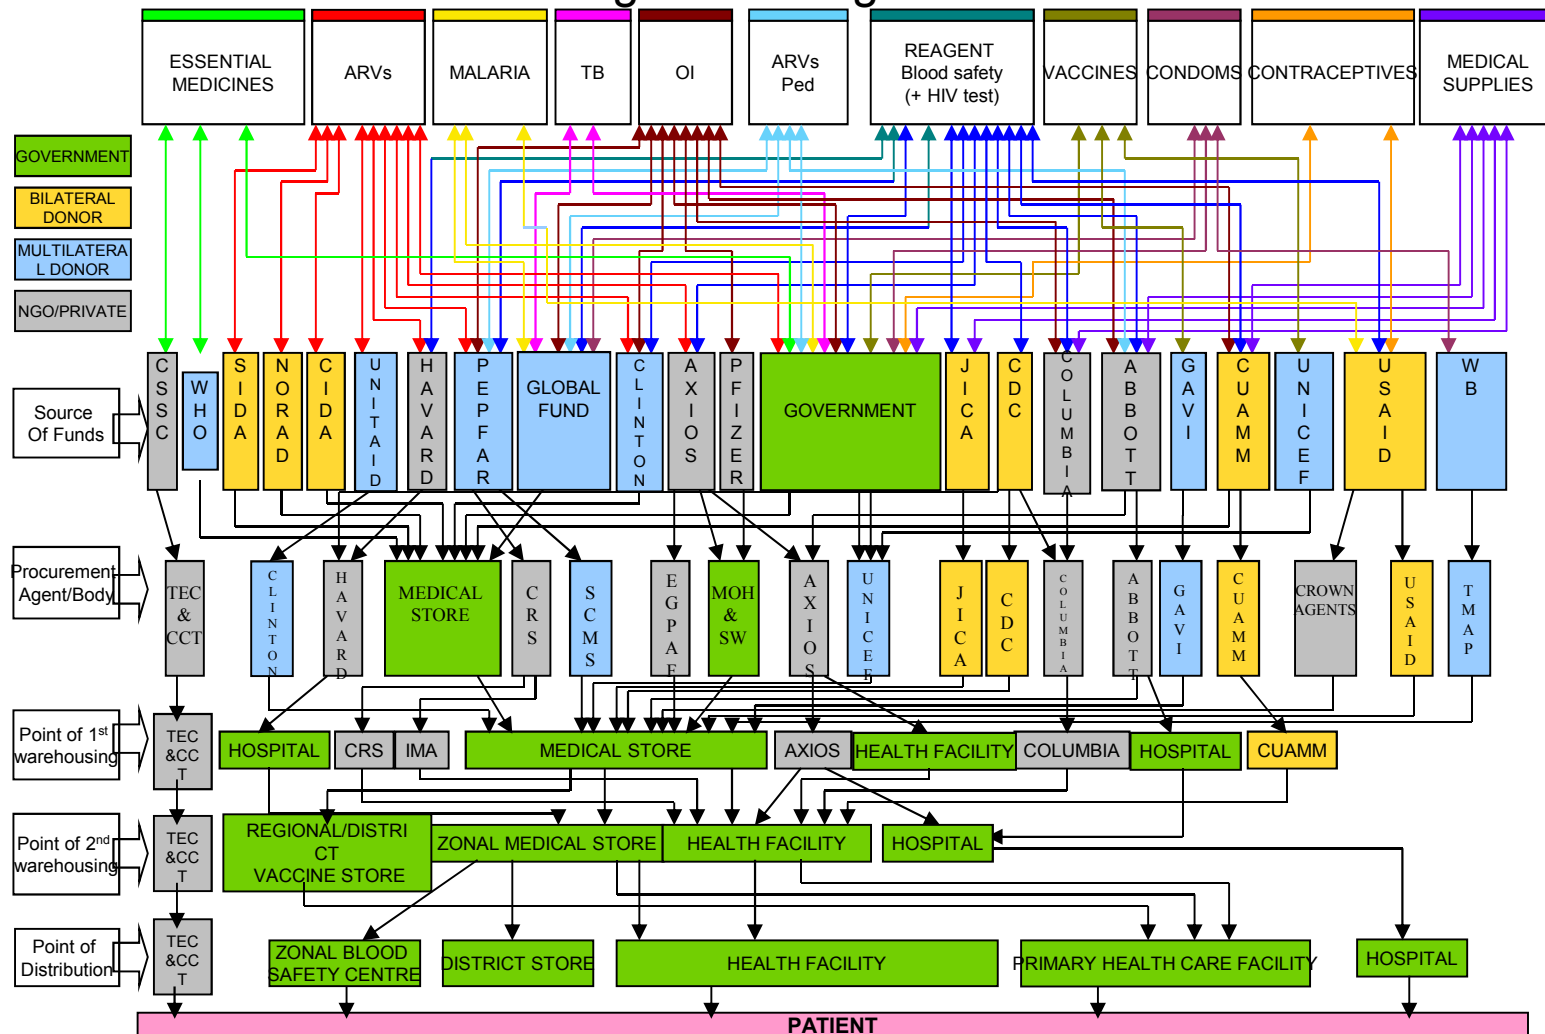 ESSENTIAL
MEDICINES
ARVs
MALARIA
TB
OI
ARVs
Ped
REAGENT
Blood safety
(+ HIV test)
VACCINES
CONDOMS
CONTRACEPTIVES
MEDICAL
SUPPLIES
GOVERNMENT
BILATERAL
DONOR
MULTILATERA
L DONOR
NGO/PRIVATE
Source
Of Funds
CSSC
WHO
SIDA
NORAD
CIDA
UNITAID
HAVARD
PEPFAR
GLOBAL
FUND
CLINTON
AXIOS
PFIZER
GOVERNMENT
JICA
CDC
COLUMBIA
ABBOTT
GAVI
CUAMM
UNICEF
USAID
WB
Procurement
Agent/Body
TEC
&
CCT
CLINTON
HAVARD
MEDICAL
STORE
CRS
SCMS
EGPAF
MOH
&
SW
AXIOS
UNICEF
JICA
CDC
COLUMBIA
ABBOTT
GAVI
CUAMM
CROWN
AGENTS
USAID
TMAP
Point of 1st
warehousing
TEC
&CC
T
HOSPITAL
CRS
IMA
MEDICAL STORE
AXIOS
HEALTH FACILITY
COLUMBIA
HOSPITAL
CUAMM
Point of 2nd
warehousing
TEC
&CC
T
REGIONAL/DISTRI
CT
VACCINE STORE
ZONAL MEDICAL STORE
HEALTH FACILITY
HOSPITAL
Point of
Distribution
TEC
&CC
T
ZONAL BLOOD
SAFETY CENTRE
DISTRICT STORE
HEALTH FACILITY
PRIMARY HEALTH CARE FACILITY
HOSPITAL
PATIENT